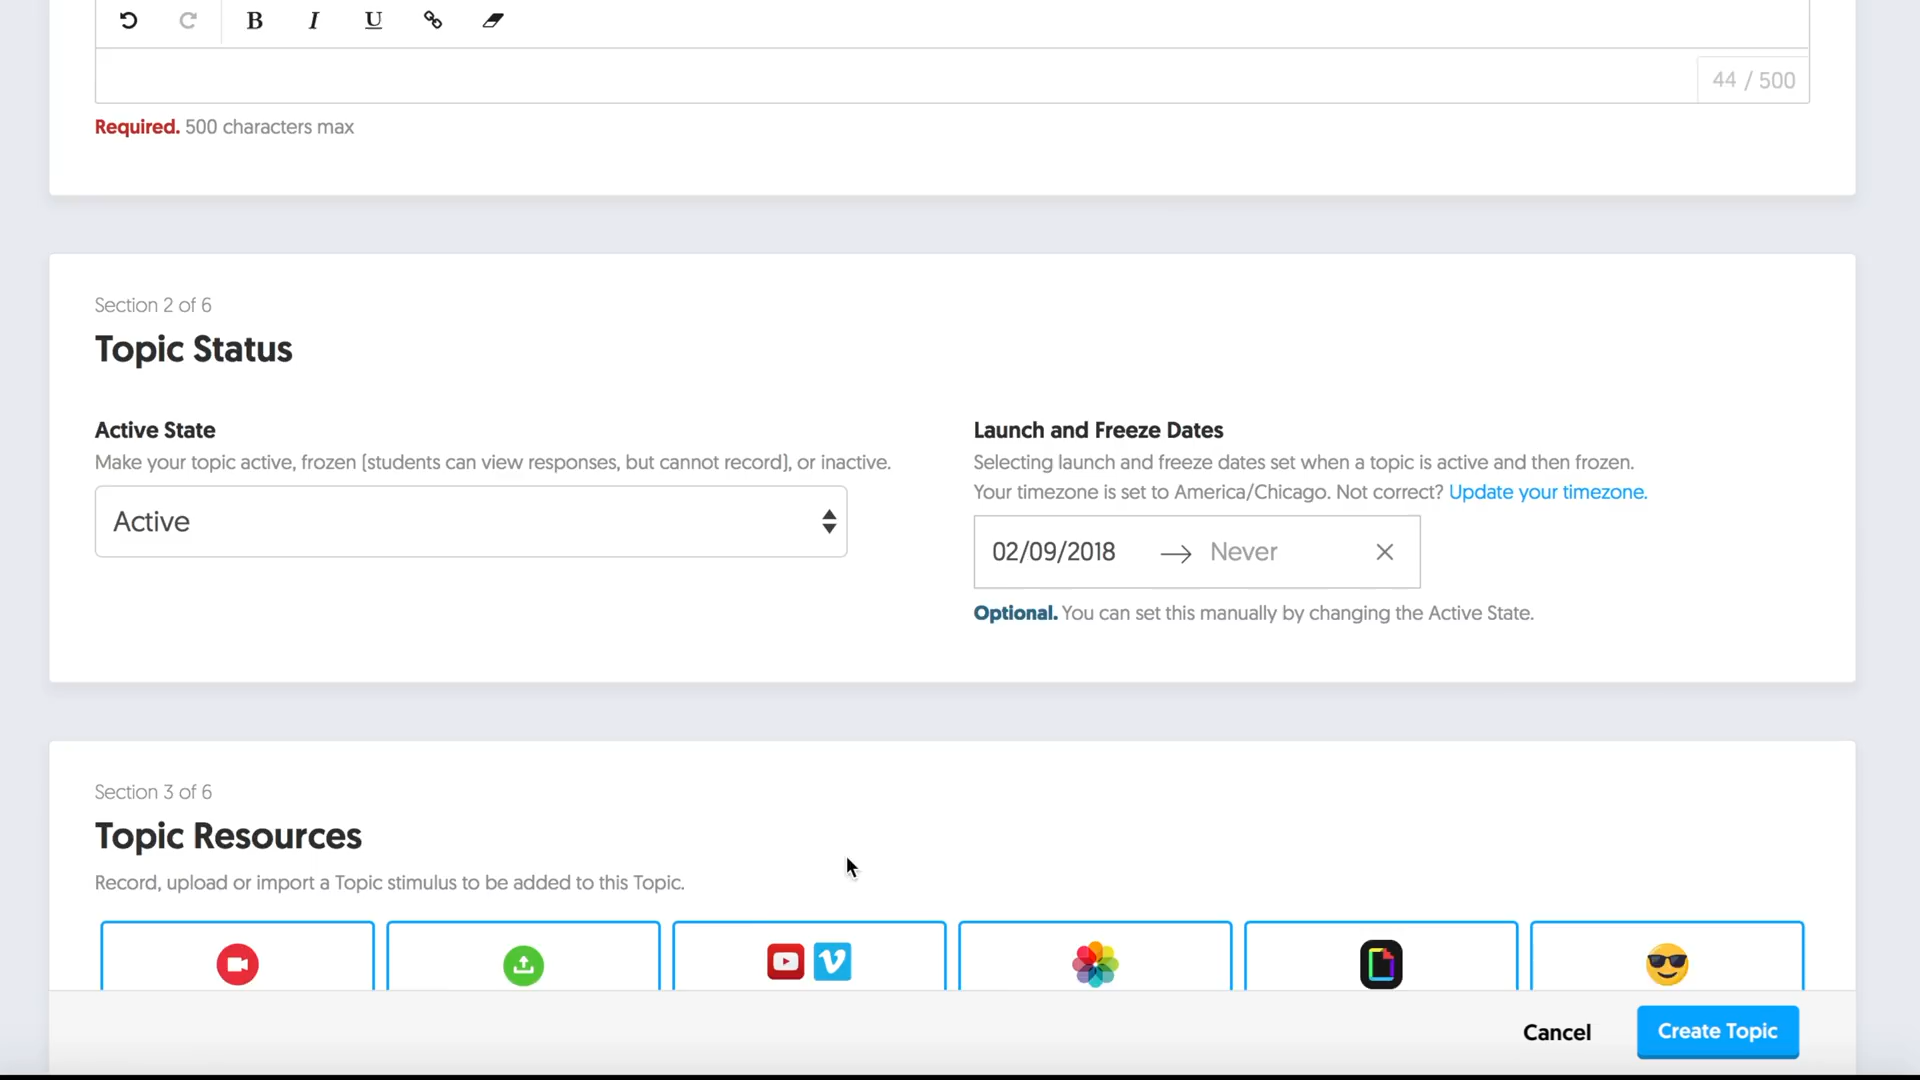 B I U
44 / 500
Required. 500 characters max
Section 2 of 6
Topic Status
Active State
Make your topic active, frozen (students can view responses, but cannot record), or inactive.
Active
Launch and Freeze Dates
Selecting launch and freeze dates set when a topic is active and then frozen.
Your timezone is set to America/Chicago. Not correct? Update your timezone.
02/09/2018 → Never ×
Optional. You can set this manually by changing the Active State.
Section 3 of 6
Topic Resources
Record, upload or import a Topic stimulus to be added to this Topic.
Cancel
Create Topic